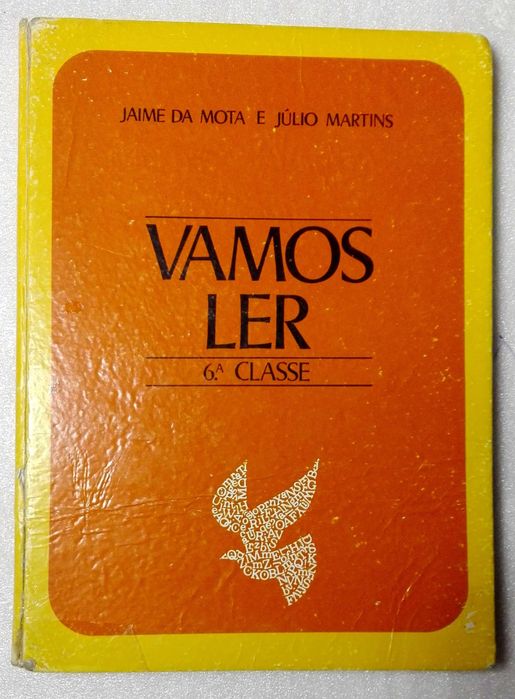 JAIME DA MOTA E JÚLIO MARTINS
VAMOS
LER
6.ª CLASSE